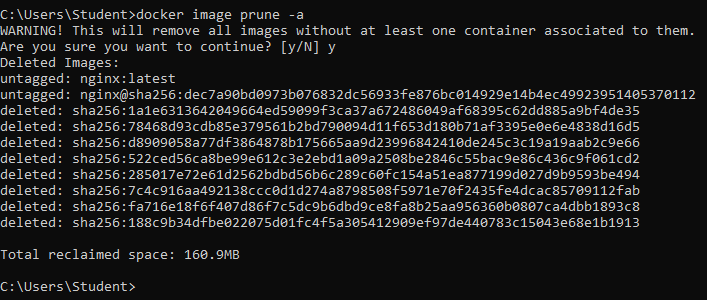 C:\Users\Student>docker image prune -a
WARNING! This will remove all images without at least one container associated to them.
Are you sure you want to continue? [y/N] y
Deleted Images:
untagged: nginx:latest
untagged: nginx@sha256:dec7a90bd0973b076832dc56933fe876bc014929e14b4ec49923951405370112
deleted: sha256:1a1e6313642049664ed59099f3ca37a672486049af68395c62dd885a9bf4de35
deleted: sha256:78468d93cdb85e379561b2bd790094d11f653d180b71af3395e0e6e4838d16d5
deleted: sha256:d8909058a77df3864878b175665aa9d23996842410de245c3c19a19aab2c9e66
deleted: sha256:522ced56ca8be99e612c3e2ebd1a09a2508be2846c55bac9e86c436c9f061cd2
deleted: sha256:285017e72e61d2562bdbd56b6c289c60fc154a51ea877199d027d9b9593be494
deleted: sha256:7c4c916aa492138ccc0d1d274a8798508f5971e70f2435fe4dcac85709112fab
deleted: sha256:fa716e18f6f407d86f7c5dc9b6dbd9ce8fa8b25aa956360b0807ca4dbb1893c8
deleted: sha256:188c9b34dfbe022075d01fc4f5a305412909ef97de440783c15043e68e1b1913
Total reclaimed space: 160.9MB
C:\Users\Student>